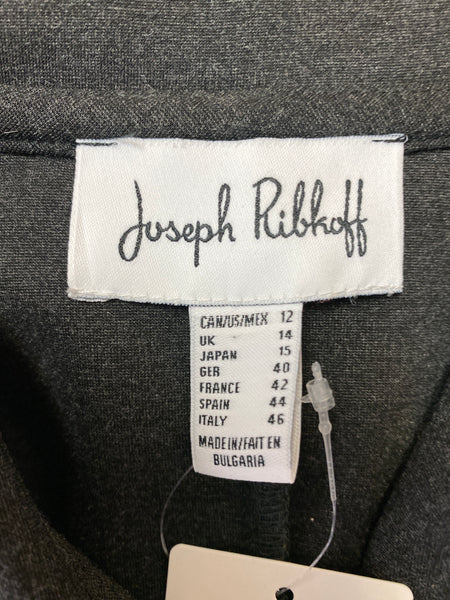 Joseph Ribkoff
CAN/US/MEX 12
UK 14
JAPAN 15
GER 40
FRANCE 42
SPAIN 44
ITALY 46
MADE IN/FAIT EN
BULGARIA